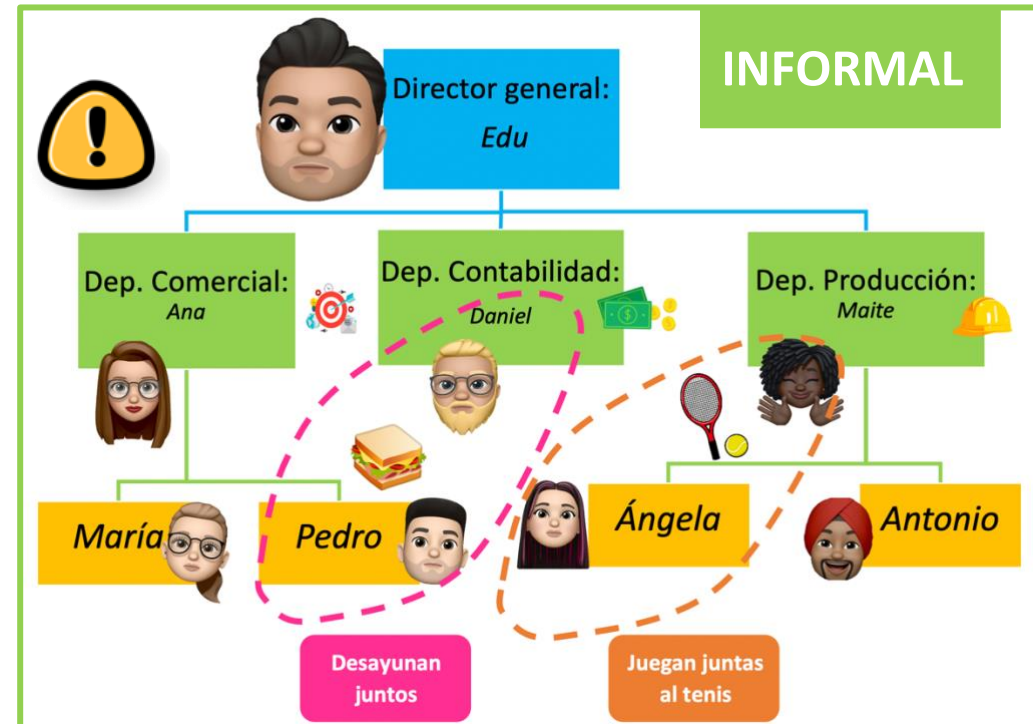 INFORMAL
Director general:
Edu
Dep. Comercial:
Ana
Dep. Contabilidad:
Daniel
Dep. Producción:
Maite
María
Pedro
Ángela
Antonio
Desayunan
juntos
Juegan juntas
al tenis